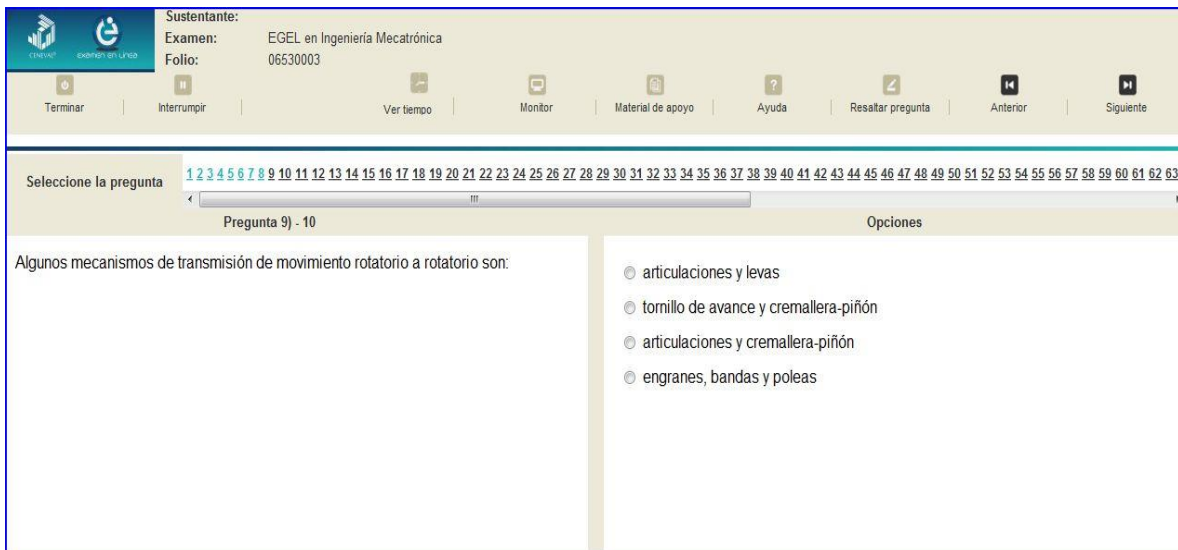 Sustentante:
Examen: EGEL en Ingeniería Mecatrónica
Folio: 06530003
CENEVAL
examen en línea
Terminar Interrumpir Ver tiempo Monitor Material de apoyo Ayuda Resaltar pregunta Anterior Siguiente
Seleccione la pregunta 1 2 3 4 5 6 7 8 9 10 11 12 13 14 15 16 17 18 19 20 21 22 23 24 25 26 27 28 29 30 31 32 33 34 35 36 37 38 39 40 41 42 43 44 45 46 47 48 49 50 51 52 53 54 55 56 57 58 59 60 61 62 63
Pregunta 9) - 10 Opciones
Algunos mecanismos de transmisión de movimiento rotatorio a rotatorio son:
articulaciones y levas
tornillo de avance y cremallera-piñón
articulaciones y cremallera-piñón
engranes, bandas y poleas